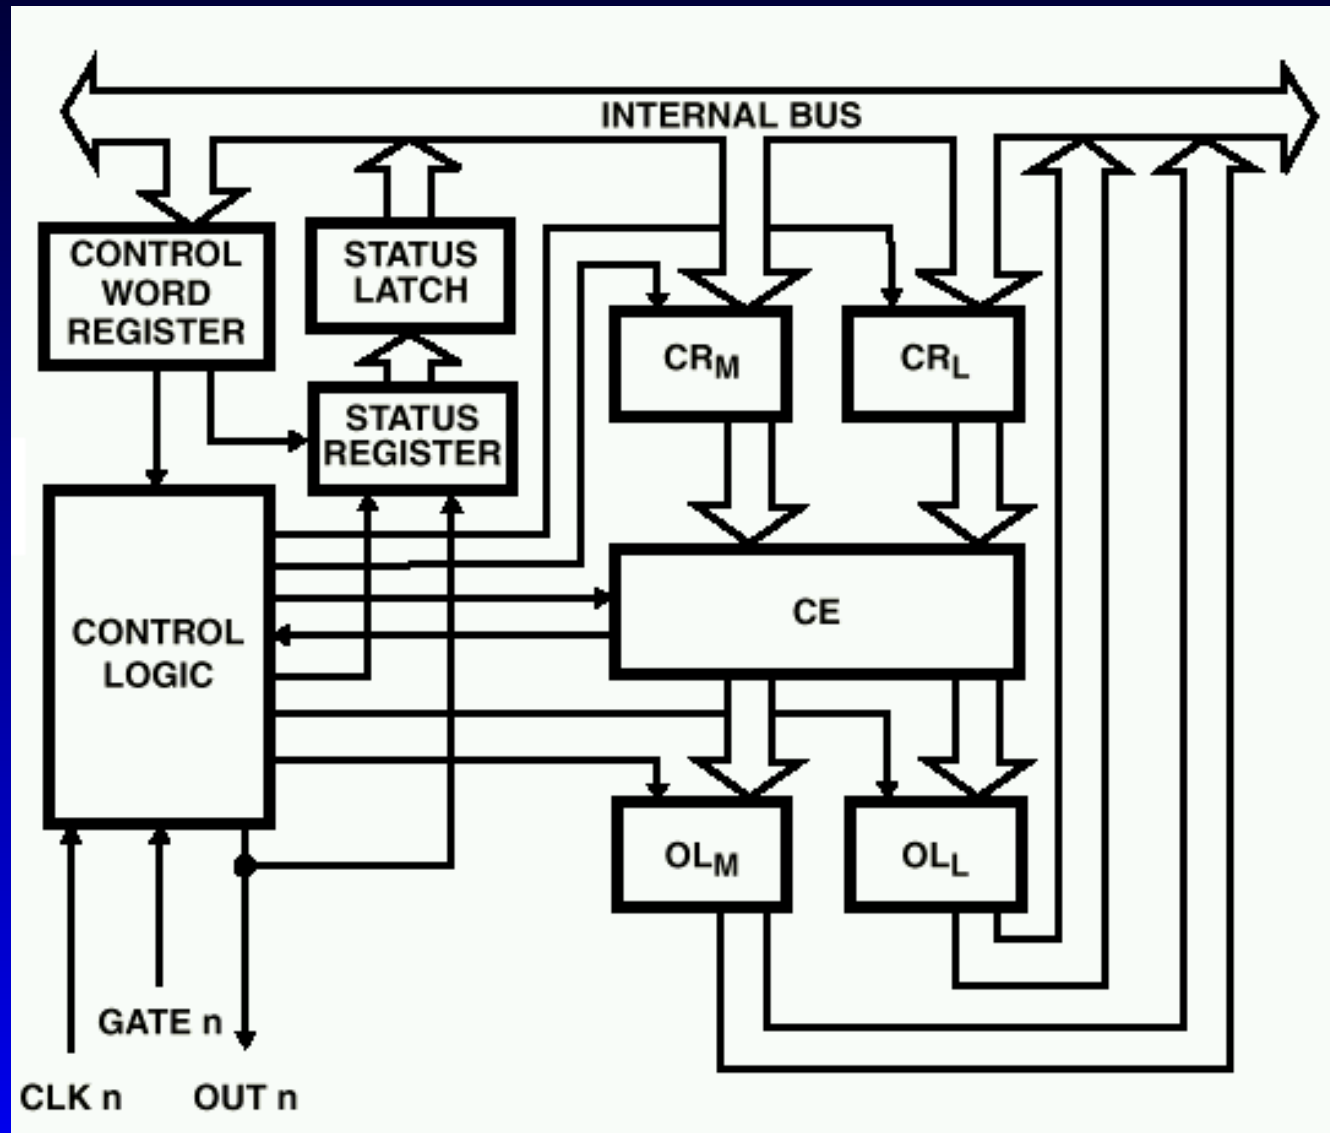 INTERNAL BUS
CONTROL
WORD
REGISTER
STATUS
LATCH
STATUS
REGISTER
CRM
CRL
CONTROL
LOGIC
CE
OLM
OLL
GATE n
CLK n
OUT n